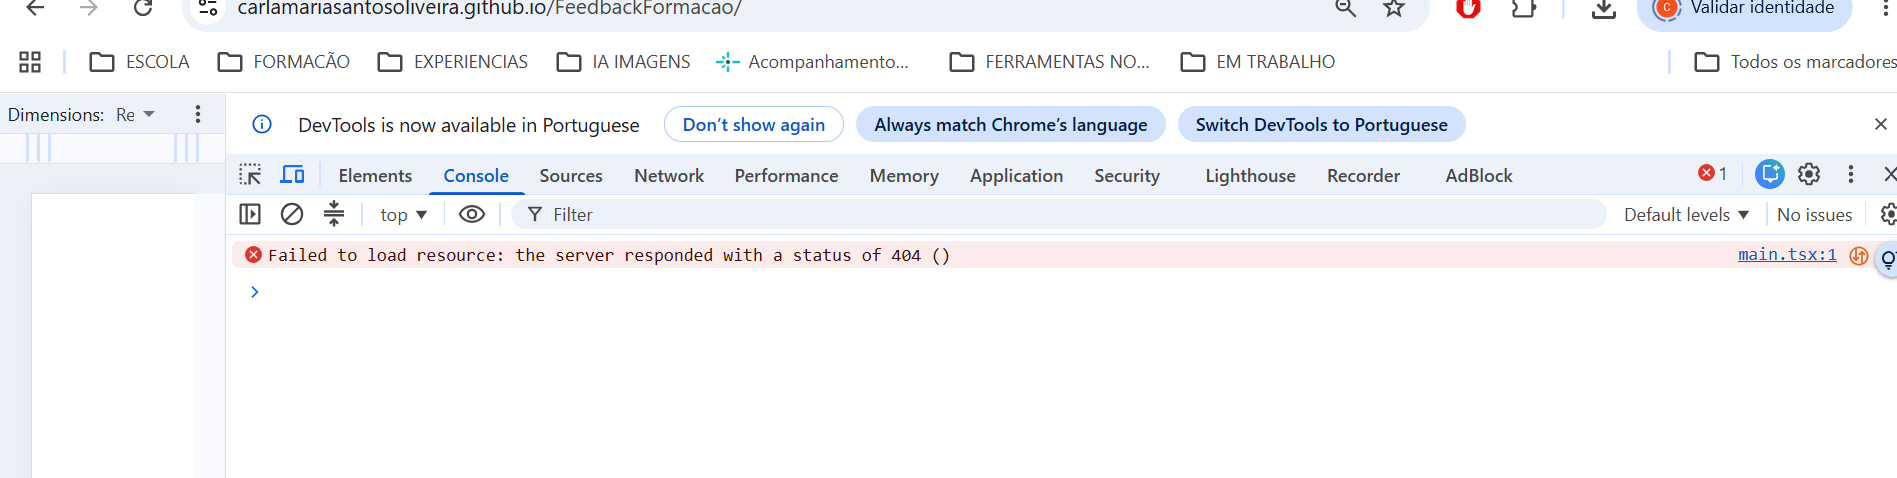 carlamariasantosoliveira.github.io/FeedbackFormacao/
C Validar identidade
ESCOLA FORMACÃO EXPERIENCIAS IA IMAGENS Acompanhamento... FERRAMENTAS NO... EM TRABALHO Todos os marcadores
Dimensions: Re
DevTools is now available in Portuguese Don't show again Always match Chrome's language Switch DevTools to Portuguese
Elements Console Sources Network Performance Memory Application Security Lighthouse Recorder AdBlock 1
top Filter Default levels No issues
Failed to load resource: the server responded with a status of 404 () main.tsx:1